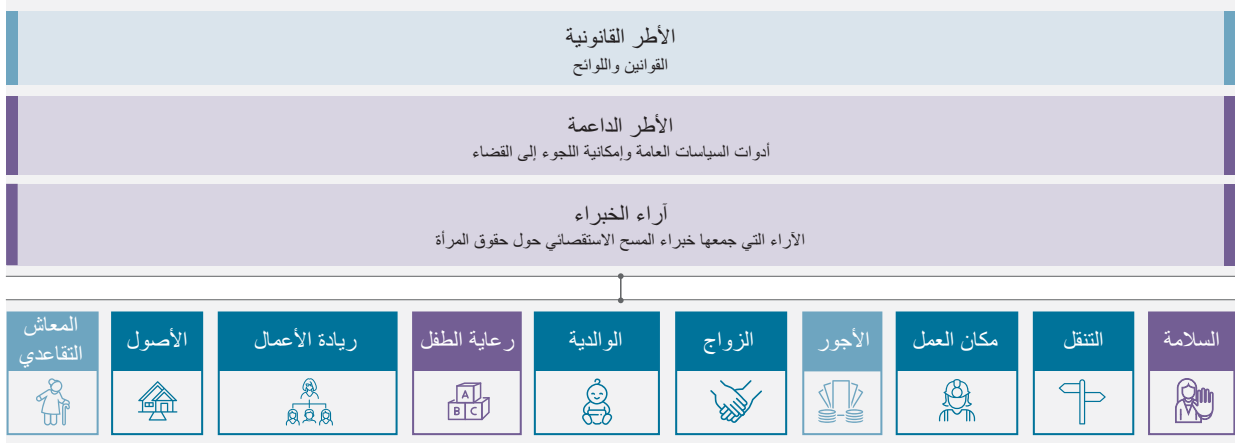 الأطر القانونية
القوانين واللوائح
الأطر الداعمة
أدوات السياسات العامة وإمكانية اللجوء إلى القضاء
آراء الخبراء
الآراء التي جمعها خبراء المسح الاستقصائي حول حقوق المرأة
السلامة
التنقل
مكان العمل
الأجور
الزواج
الوالدية
رعاية الطفل
ريادة الأعمال
الأصول
المعاش
التقاعدي
A
B C